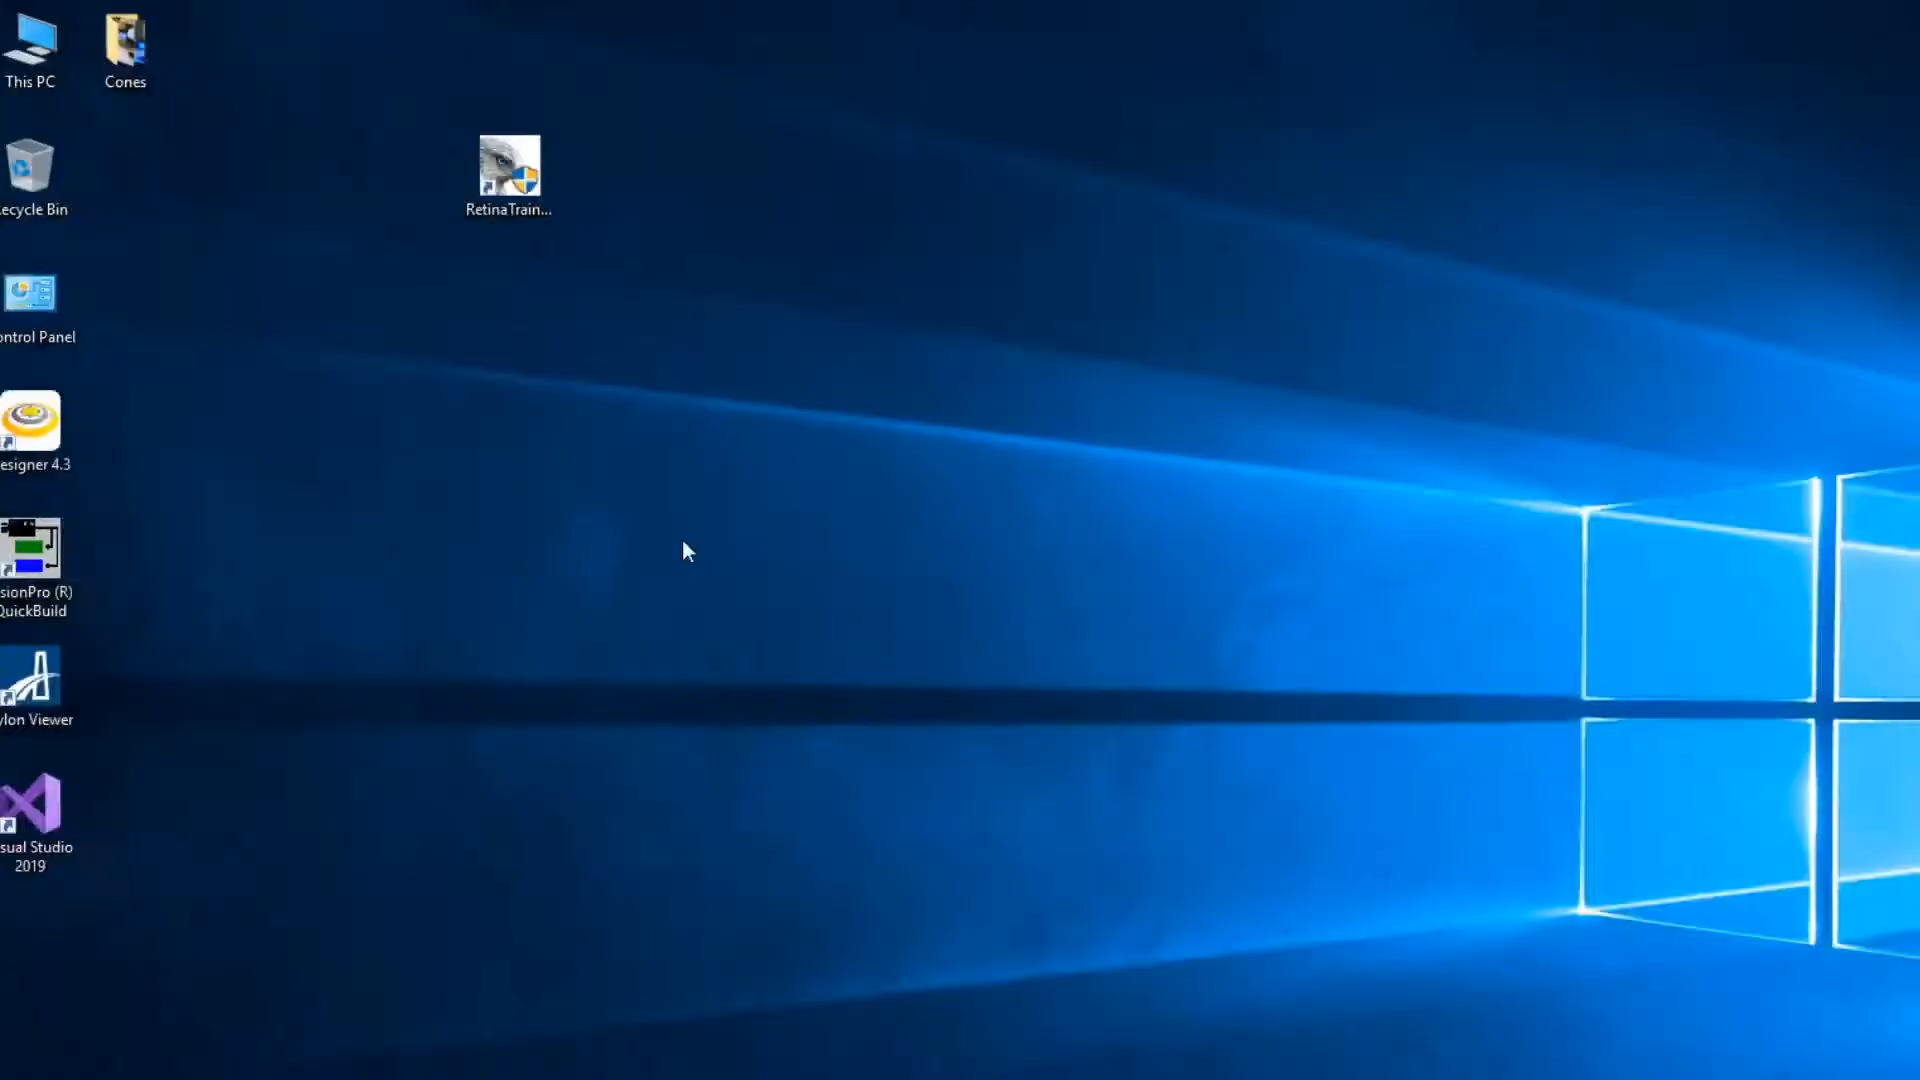 This PC
Cones
ecycle Bin
RetinaTrain...
ontrol Panel
esigner 4.3
sionPro (R)
QuickBuild
ylon Viewer
sual Studio
2019